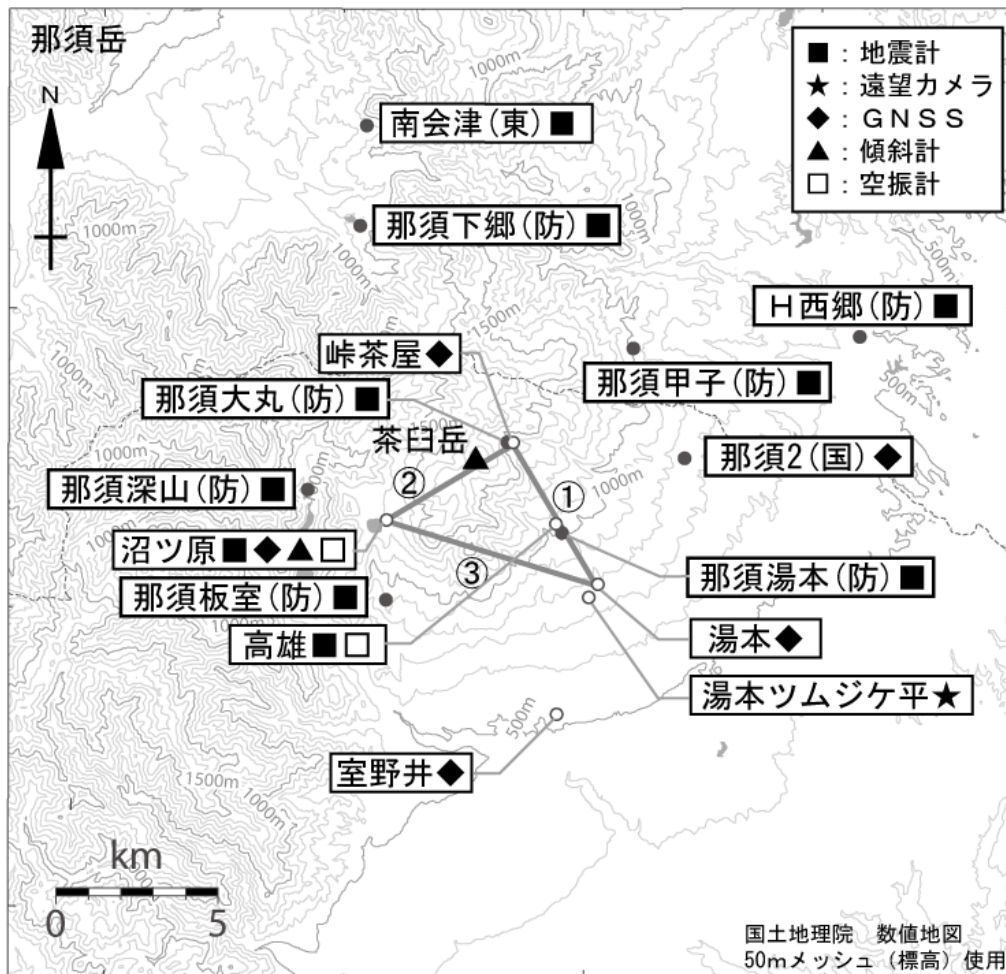 那須岳
■：地震計
★：遠望カメラ
◆：ＧＮＳＳ
▲：傾斜計
□：空振計
N
1000m
南会津(東)■
1000m
那須下郷(防)■
1000m
1000m
500m
H西郷(防)■
1500m
1000m
峠茶屋◆
500m
那須甲子(防)■
那須大丸(防)■
茶臼岳
那須2(国)◆
1000m
1000m
②
①
那須深山(防)■
沼ツ原■◆▲□
③
那須湯本(防)■
那須板室(防)■
1000m
高雄■□
湯本◆
湯本ツムジケ平★
500m
室野井◆
1500m
1000m
km
0 5
国土地理院　数値地図
50mメッシュ（標高）使用